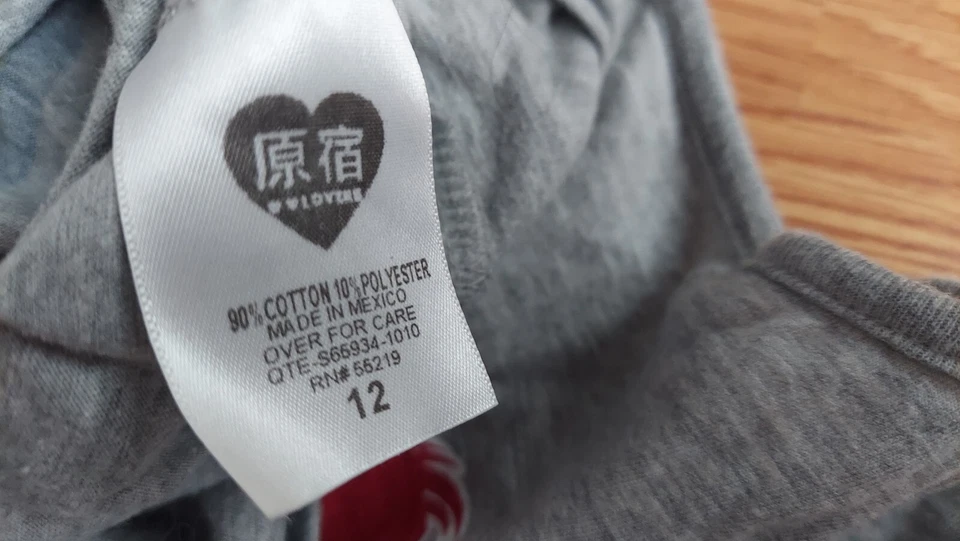 原宿
♥♥LOVERS
90% COTTON 10% POLYESTER
MADE IN MEXICO
OVER FOR CARE
QTE-S66934-1010
RN# 56219
12